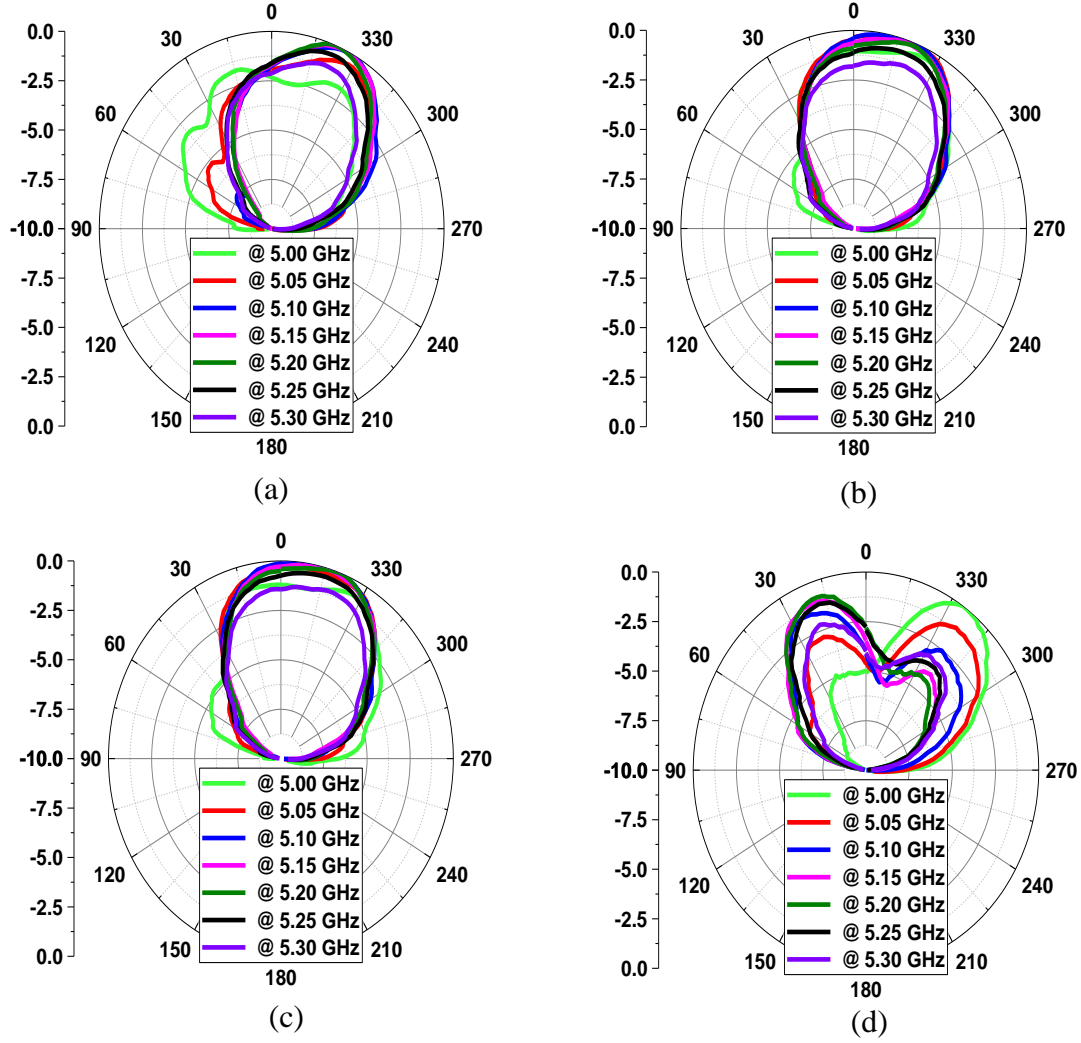 0
30
330
60
300
90
270
120
240
150
210
180
0.0
-2.5
-5.0
-7.5
-10.0
-7.5
-5.0
-2.5
0.0
@ 5.00 GHz
@ 5.05 GHz
@ 5.10 GHz
@ 5.15 GHz
@ 5.20 GHz
@ 5.25 GHz
@ 5.30 GHz
(a)
0
30
330
60
300
90
270
120
240
150
210
180
0.0
-2.5
-5.0
-7.5
-10.0
-7.5
-5.0
-2.5
0.0
@ 5.00 GHz
@ 5.05 GHz
@ 5.10 GHz
@ 5.15 GHz
@ 5.20 GHz
@ 5.25 GHz
@ 5.30 GHz
(b)
0
30
330
60
300
90
270
120
240
150
210
180
0.0
-2.5
-5.0
-7.5
-10.0
-7.5
-5.0
-2.5
0.0
@ 5.00 GHz
@ 5.05 GHz
@ 5.10 GHz
@ 5.15 GHz
@ 5.20 GHz
@ 5.25 GHz
@ 5.30 GHz
(c)
0
30
330
60
300
90
270
120
240
150
210
180
0.0
-2.5
-5.0
-7.5
-10.0
-7.5
-5.0
-2.5
0.0
@ 5.00 GHz
@ 5.05 GHz
@ 5.10 GHz
@ 5.15 GHz
@ 5.20 GHz
@ 5.25 GHz
@ 5.30 GHz
(d)